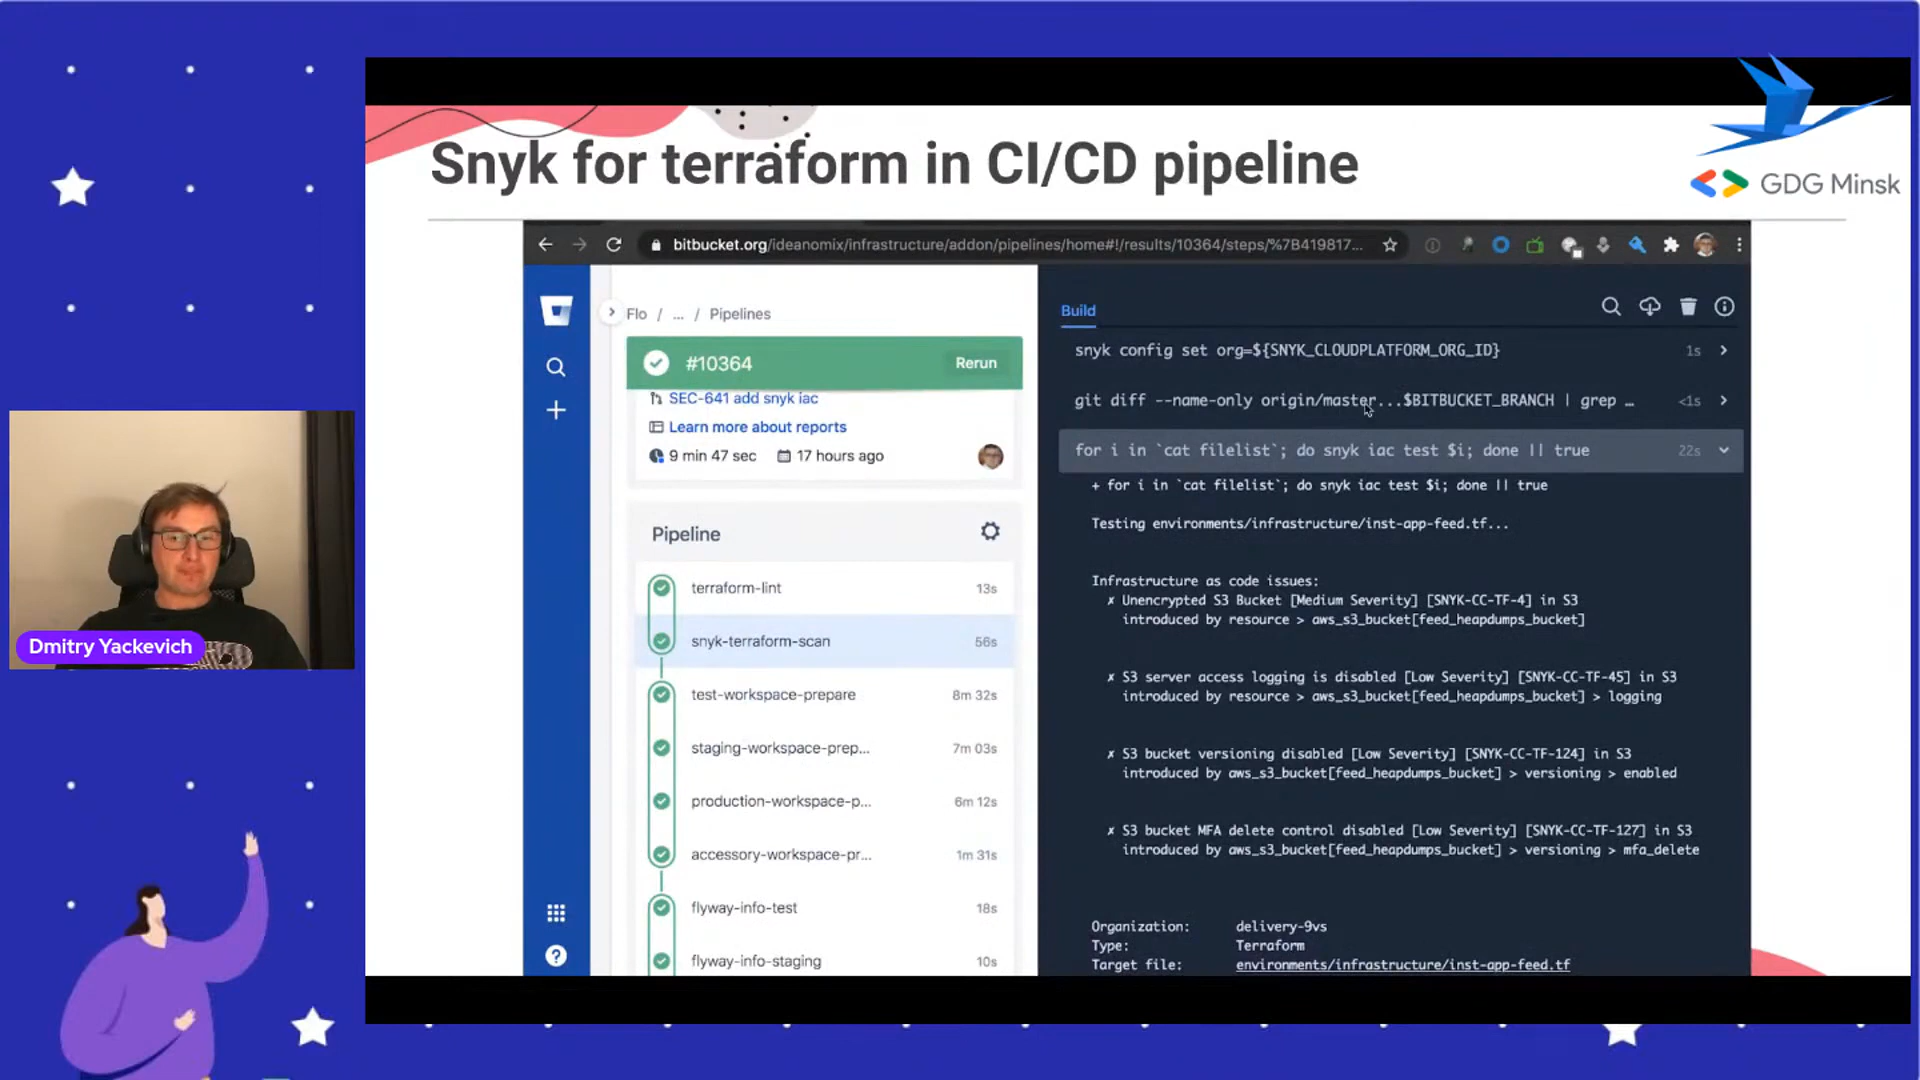 Snyk for terraform in CI/CD pipeline
GDG Minsk
bitbucket.org/ideanomix/infrastructure/addon/pipelines/home#!/results/10364/steps/%7B419817...
Flo / ... / Pipelines
#10364
Rerun
SEC-641 add snyk iac
Learn more about reports
9 min 47 sec
17 hours ago
Pipeline
terraform-lint 13s
snyk-terraform-scan 56s
test-workspace-prepare 8m 32s
staging-workspace-prep... 7m 03s
production-workspace-p... 6m 12s
accessory-workspace-pr... 1m 31s
flyway-info-test 18s
flyway-info-staging 10s
Build
snyk config set org=${SNYK_CLOUDPLATFORM_ORG_ID} 1s
git diff --name-only origin/master...$BITBUCKET_BRANCH | grep … <1s
for i in `cat filelist`; do snyk iac test $i; done || true 22s
+ for i in `cat filelist`; do snyk iac test $i; done || true
Testing environments/infrastructure/inst-app-feed.tf...
Infrastructure as code issues:
✗ Unencrypted S3 Bucket [Medium Severity] [SNYK-CC-TF-4] in S3
introduced by resource > aws_s3_bucket[feed_heapdumps_bucket]
✗ S3 server access logging is disabled [Low Severity] [SNYK-CC-TF-45] in S3
introduced by resource > aws_s3_bucket[feed_heapdumps_bucket] > logging
✗ S3 bucket versioning disabled [Low Severity] [SNYK-CC-TF-124] in S3
introduced by aws_s3_bucket[feed_heapdumps_bucket] > versioning > enabled
✗ S3 bucket MFA delete control disabled [Low Severity] [SNYK-CC-TF-127] in S3
introduced by aws_s3_bucket[feed_heapdumps_bucket] > versioning > mfa_delete
Organization: delivery-9vs
Type: Terraform
Target file: environments/infrastructure/inst-app-feed.tf
Dmitry Yackevich